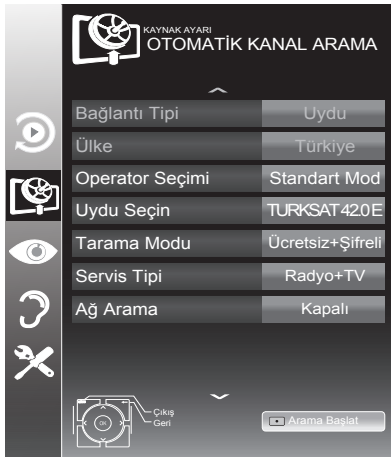 KAYNAK AYARI
OTOMATİK KANAL ARAMA
Bağlantı Tipi Uydu
Ülke Türkiye
Operator Seçimi Standart Mod
Uydu Seçin TURKSAT 42.0 E
Tarama Modu Ücretsiz+Şifreli
Servis Tipi Radyo+TV
Ağ Arama Kapalı
OK Çıkış
Geri
Arama Başlat